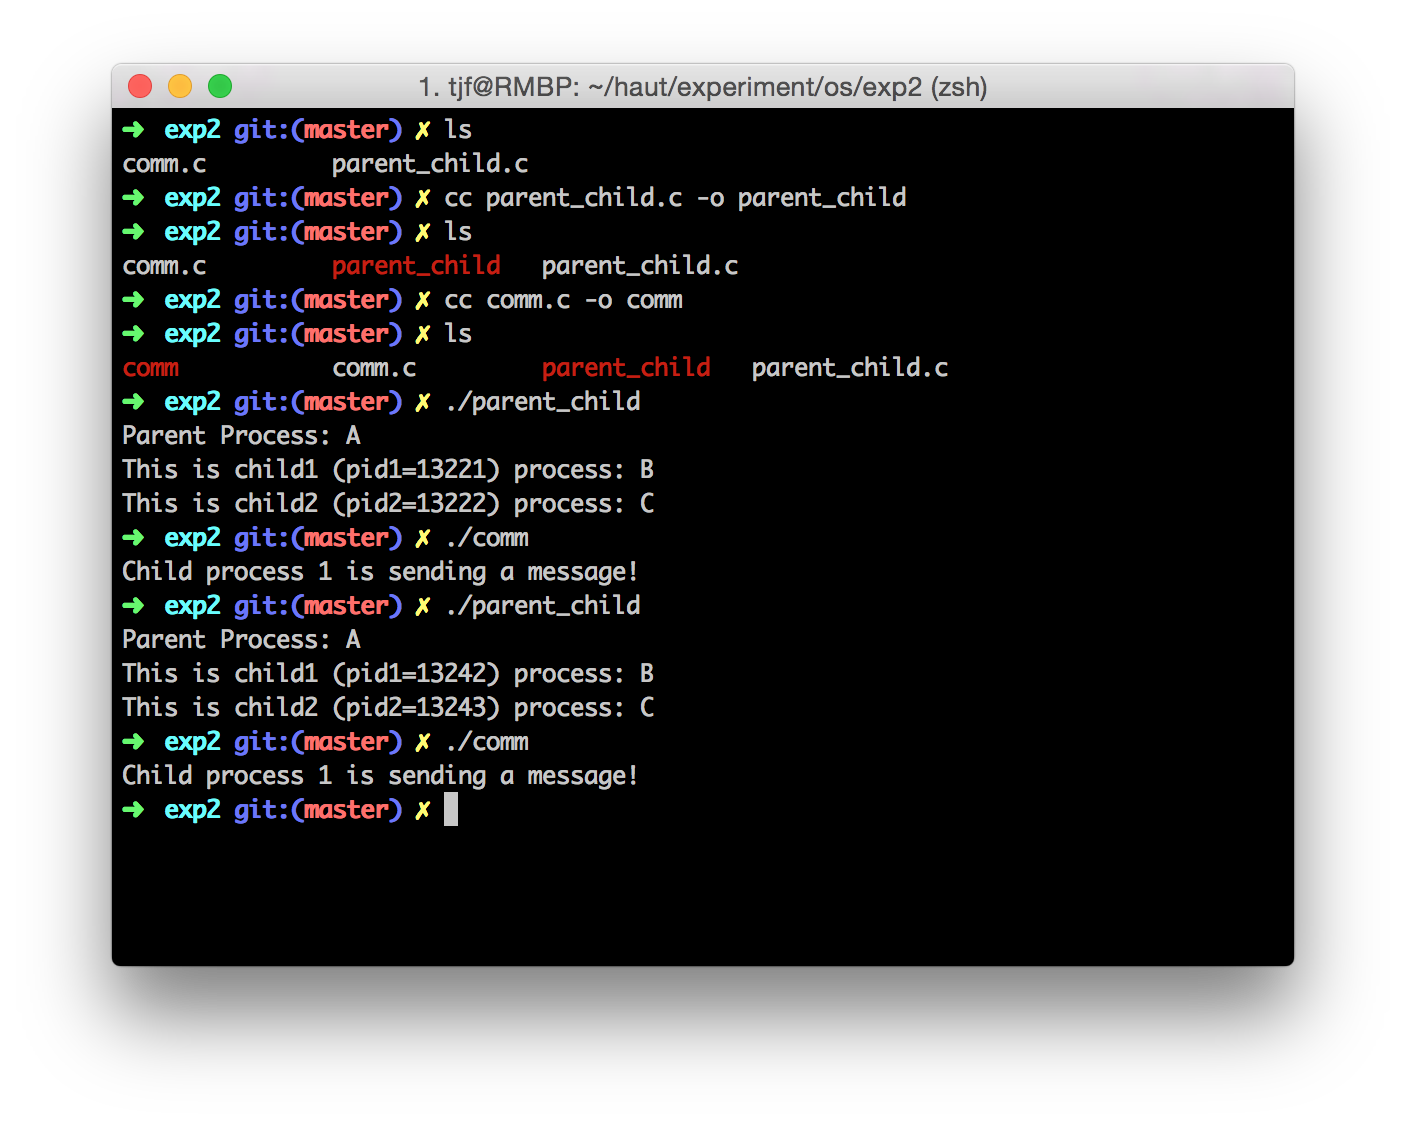 1. tjf@RMBP: ~/haut/experiment/os/exp2 (zsh)
➜ exp2 git:(master) ✗ ls
comm.c parent_child.c
➜ exp2 git:(master) ✗ cc parent_child.c -o parent_child
➜ exp2 git:(master) ✗ ls
comm.c parent_child parent_child.c
➜ exp2 git:(master) ✗ cc comm.c -o comm
➜ exp2 git:(master) ✗ ls
comm comm.c parent_child parent_child.c
➜ exp2 git:(master) ✗ ./parent_child
Parent Process: A
This is child1 (pid1=13221) process: B
This is child2 (pid2=13222) process: C
➜ exp2 git:(master) ✗ ./comm
Child process 1 is sending a message!
➜ exp2 git:(master) ✗ ./parent_child
Parent Process: A
This is child1 (pid1=13242) process: B
This is child2 (pid2=13243) process: C
➜ exp2 git:(master) ✗ ./comm
Child process 1 is sending a message!
➜ exp2 git:(master) ✗